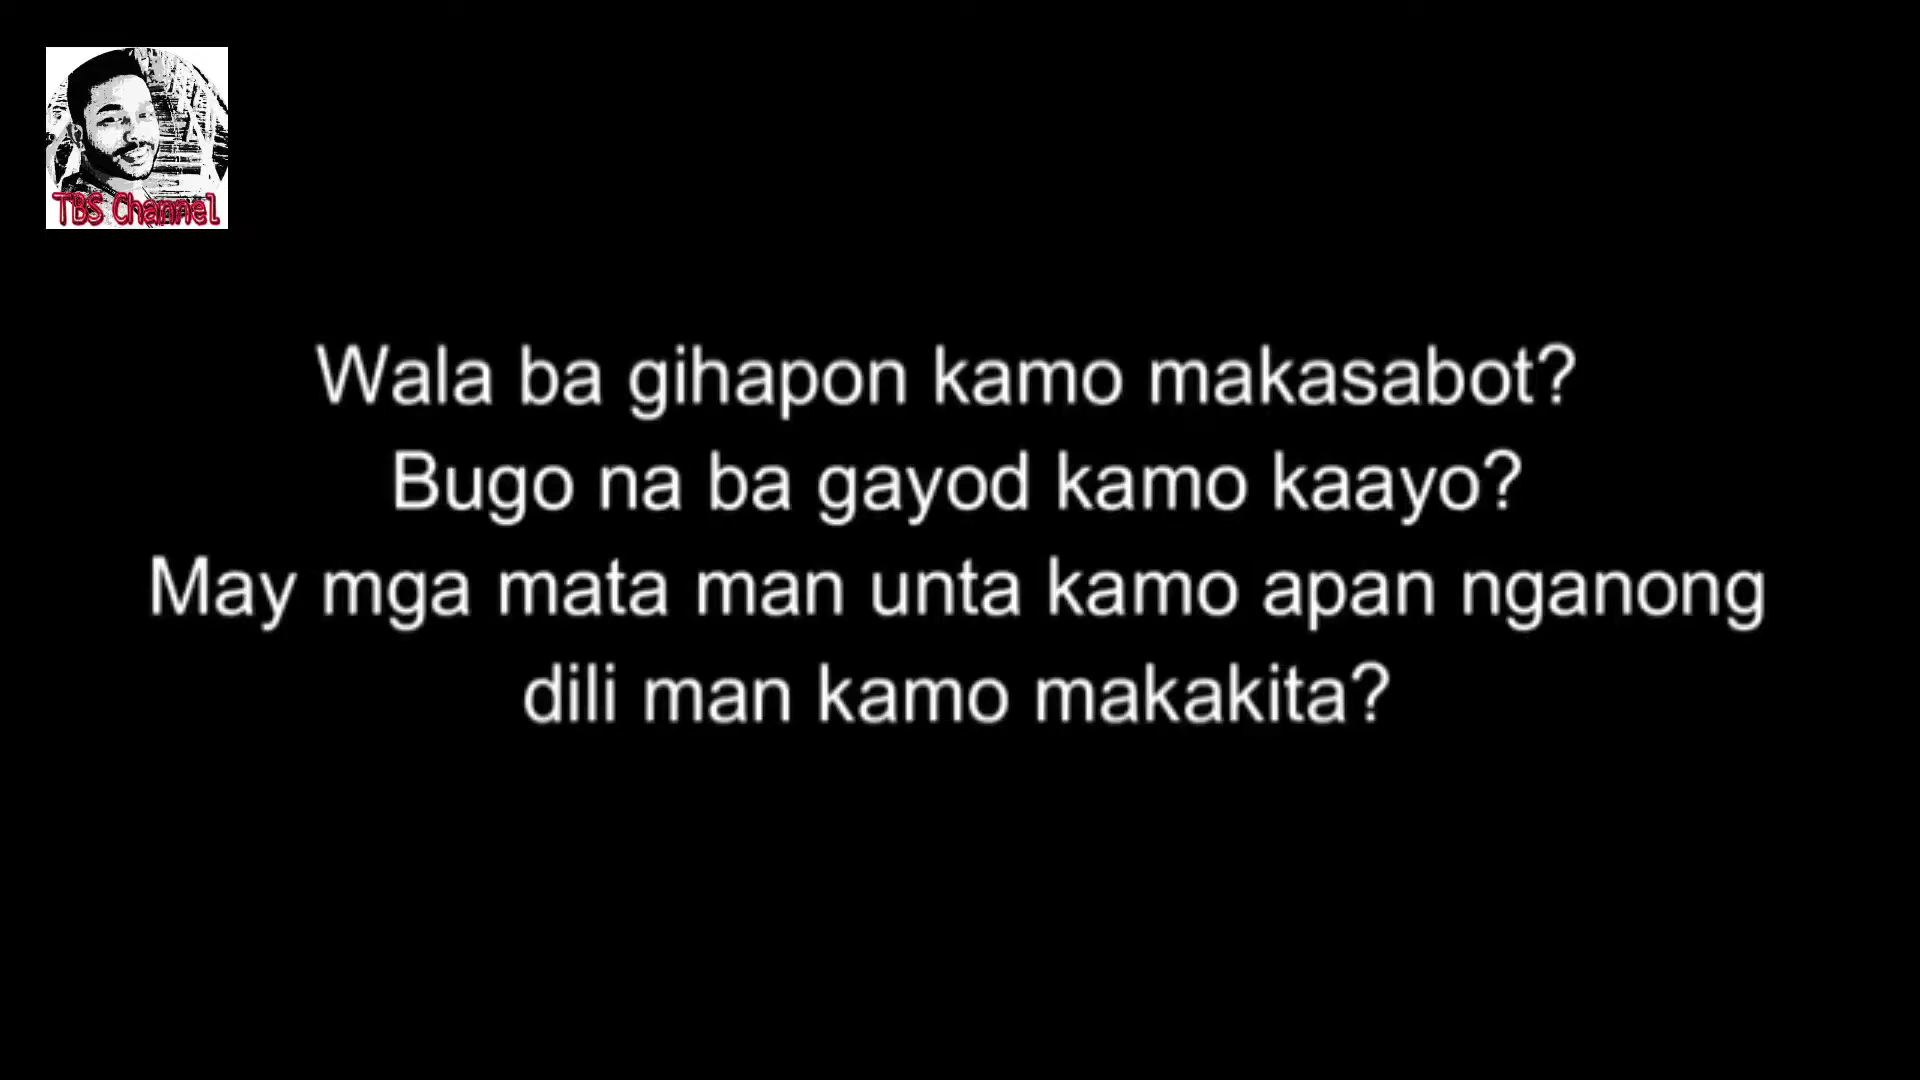 TBS Channel
Wala ba gihapon kamo makasabot?
Bugo na ba gayod kamo kaayo?
May mga mata man unta kamo apan nganong
dili man kamo makakita?